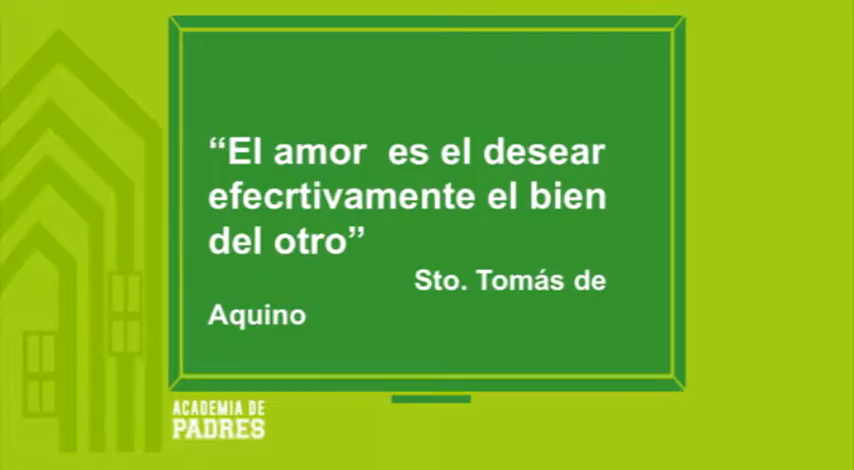 “El amor  es el desear
efecrtivamente el bien
del otro”
Sto. Tomás de
Aquino
ACADEMIA DE
PADRES